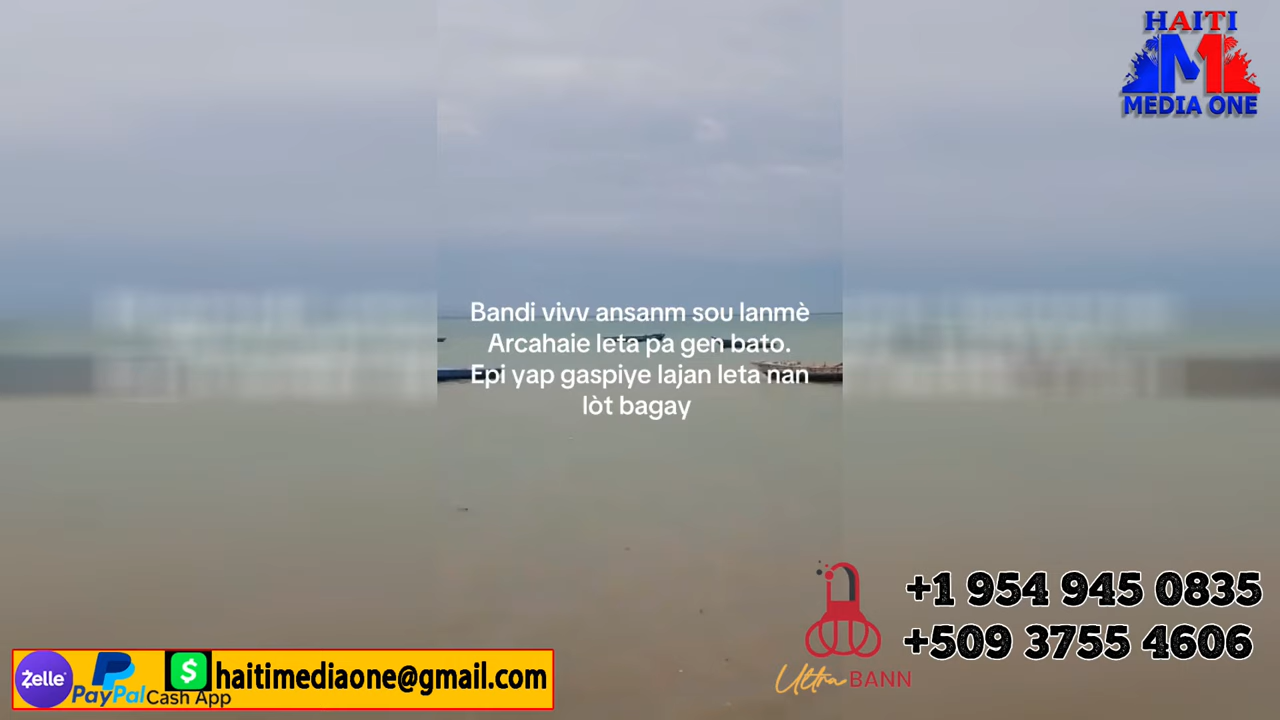 HAITI
M1
MEDIA ONE
Bandi vivv ansanm sou lanmè
Arcahaie leta pa gen bato.
Epi yap gaspiye lajan leta nan
lòt bagay
+1 954 945 0835
+509 3755 4606
Ultra BANN
Zelle
PayPal
$
Cash App
haitimediaone@gmail.com